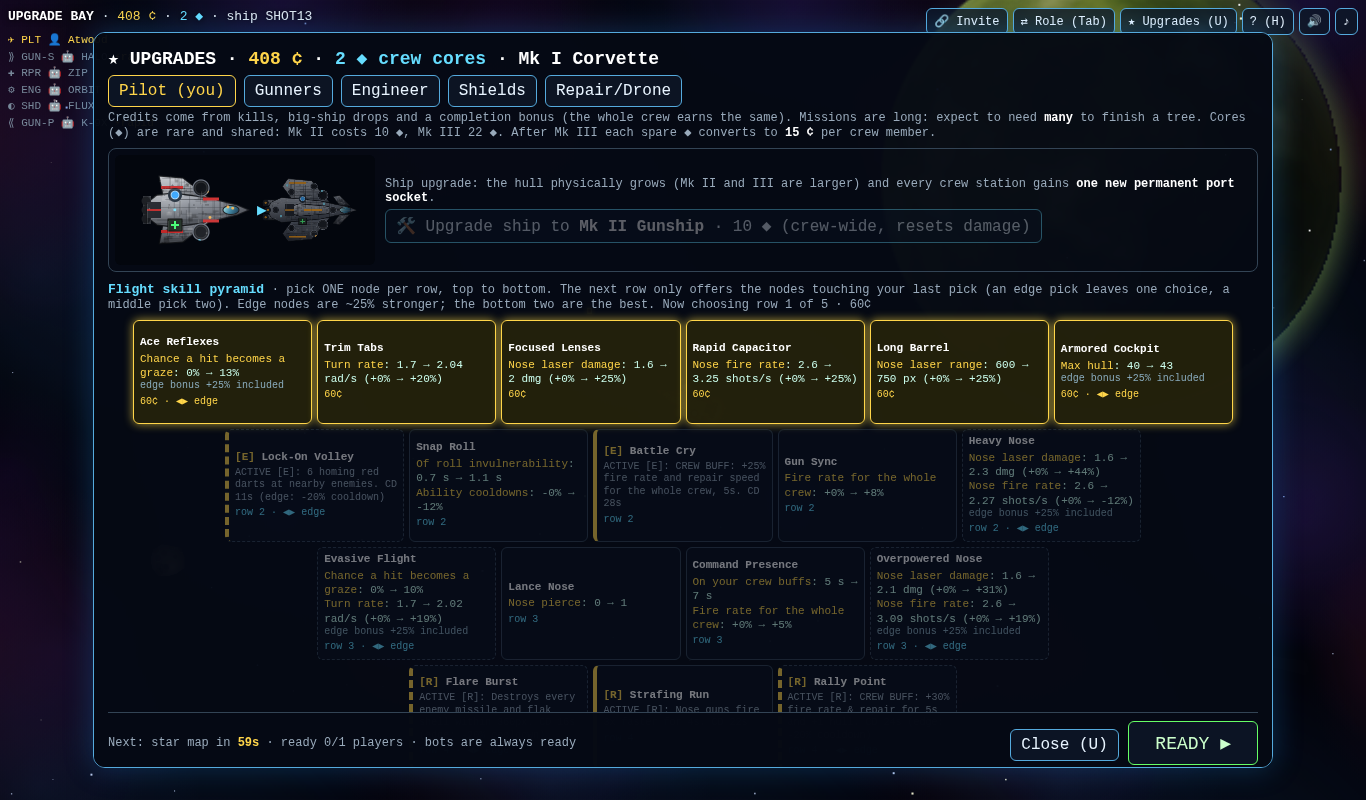 UPGRADE BAY · 408 ¢ · 2 ◆ · ship SHOT13
🔗 Invite
⇄ Role (Tab)
★ Upgrades (U)
? (H)
🔊
♪
✈ PLT 👤 Atwo
⟫ GUN-S 🤖 HA
✚ RPR 🤖 ZIP
⚙ ENG 🤖 ORBI
◐ SHD 🤖 FLUX
⟪ GUN-P 🤖 K-
★ UPGRADES · 408 ¢ · 2 ◆ crew cores · Mk I Corvette
Pilot (you)
Gunners
Engineer
Shields
Repair/Drone
Credits come from kills, big-ship drops and a completion bonus (the whole crew earns the same). Missions are long: expect to need many to finish a tree. Cores
(◆) are rare and shared: Mk II costs 10 ◆, Mk III 22 ◆. After Mk III each spare ◆ converts to 15 ¢ per crew member.
Ship upgrade: the hull physically grows (Mk II and III are larger) and every crew station gains one new permanent port
socket.
🛠 Upgrade ship to Mk II Gunship · 10 ◆ (crew-wide, resets damage)
Flight skill pyramid · pick ONE node per row, top to bottom. The next row only offers the nodes touching your last pick (an edge pick leaves one choice, a
middle pick two). Edge nodes are ~25% stronger; the bottom two are the best. Now choosing row 1 of 5 · 60¢
Ace Reflexes
Chance a hit becomes a
graze: 0% → 13%
edge bonus +25% included
60¢ · ◀▶ edge
Trim Tabs
Turn rate: 1.7 → 2.04
rad/s (+0% → +20%)
60¢
Focused Lenses
Nose laser damage: 1.6 →
2 dmg (+0% → +25%)
60¢
Rapid Capacitor
Nose fire rate: 2.6 →
3.25 shots/s (+0% → +25%)
60¢
Long Barrel
Nose laser range: 600 →
750 px (+0% → +25%)
60¢
Armored Cockpit
Max hull: 40 → 43
edge bonus +25% included
60¢ · ◀▶ edge
[E] Lock-On Volley
ACTIVE [E]: 6 homing red
darts at nearby enemies. CD
11s (edge: -20% cooldown)
row 2 · ◀▶ edge
Snap Roll
Of roll invulnerability:
0.7 s → 1.1 s
Ability cooldowns: -0% →
-12%
row 2
[E] Battle Cry
ACTIVE [E]: CREW BUFF: +25%
fire rate and repair speed
for the whole crew, 5s. CD
28s
row 2
Gun Sync
Fire rate for the whole
crew: +0% → +8%
row 2
Heavy Nose
Nose laser damage: 1.6 →
2.3 dmg (+0% → +44%)
Nose fire rate: 2.6 →
2.27 shots/s (+0% → -12%)
edge bonus +25% included
row 2 · ◀▶ edge
Evasive Flight
Chance a hit becomes a
graze: 0% → 10%
Turn rate: 1.7 → 2.02
rad/s (+0% → +19%)
edge bonus +25% included
row 3 · ◀▶ edge
Lance Nose
Nose pierce: 0 → 1
row 3
Command Presence
On your crew buffs: 5 s →
7 s
Fire rate for the whole
crew: +0% → +5%
row 3
Overpowered Nose
Nose laser damage: 1.6 →
2.1 dmg (+0% → +31%)
Nose fire rate: 2.6 →
3.09 shots/s (+0% → +19%)
edge bonus +25% included
row 3 · ◀▶ edge
[R] Flare Burst
ACTIVE [R]: Destroys every
enemy missile and flak
[R] Strafing Run
ACTIVE [R]: Nose guns fire
[R] Rally Point
ACTIVE [R]: CREW BUFF: +30%
fire rate & repair for 5s
Next: star map in 59s · ready 0/1 players · bots are always ready
Close (U)
READY ▶